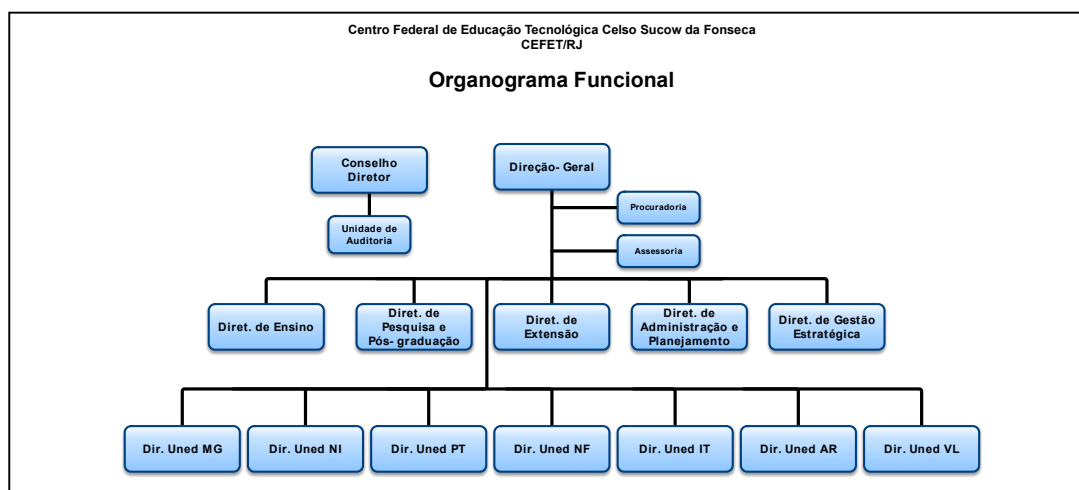 Centro Federal de Educação Tecnológica Celso Sucow da Fonseca
CEFET/RJ
Organograma Funcional
Conselho
Diretor
Direção- Geral
Procuradoria
Unidade de
Auditoria
Assessoria
Diret. de Ensino
Diret. de
Pesquisa e
Pós- graduação
Diret. de
Extensão
Diret. de
Administração e
Planejamento
Diret. de Gestão
Estratégica
Dir. Uned MG
Dir. Uned NI
Dir. Uned PT
Dir. Uned NF
Dir. Uned IT
Dir. Uned AR
Dir. Uned VL